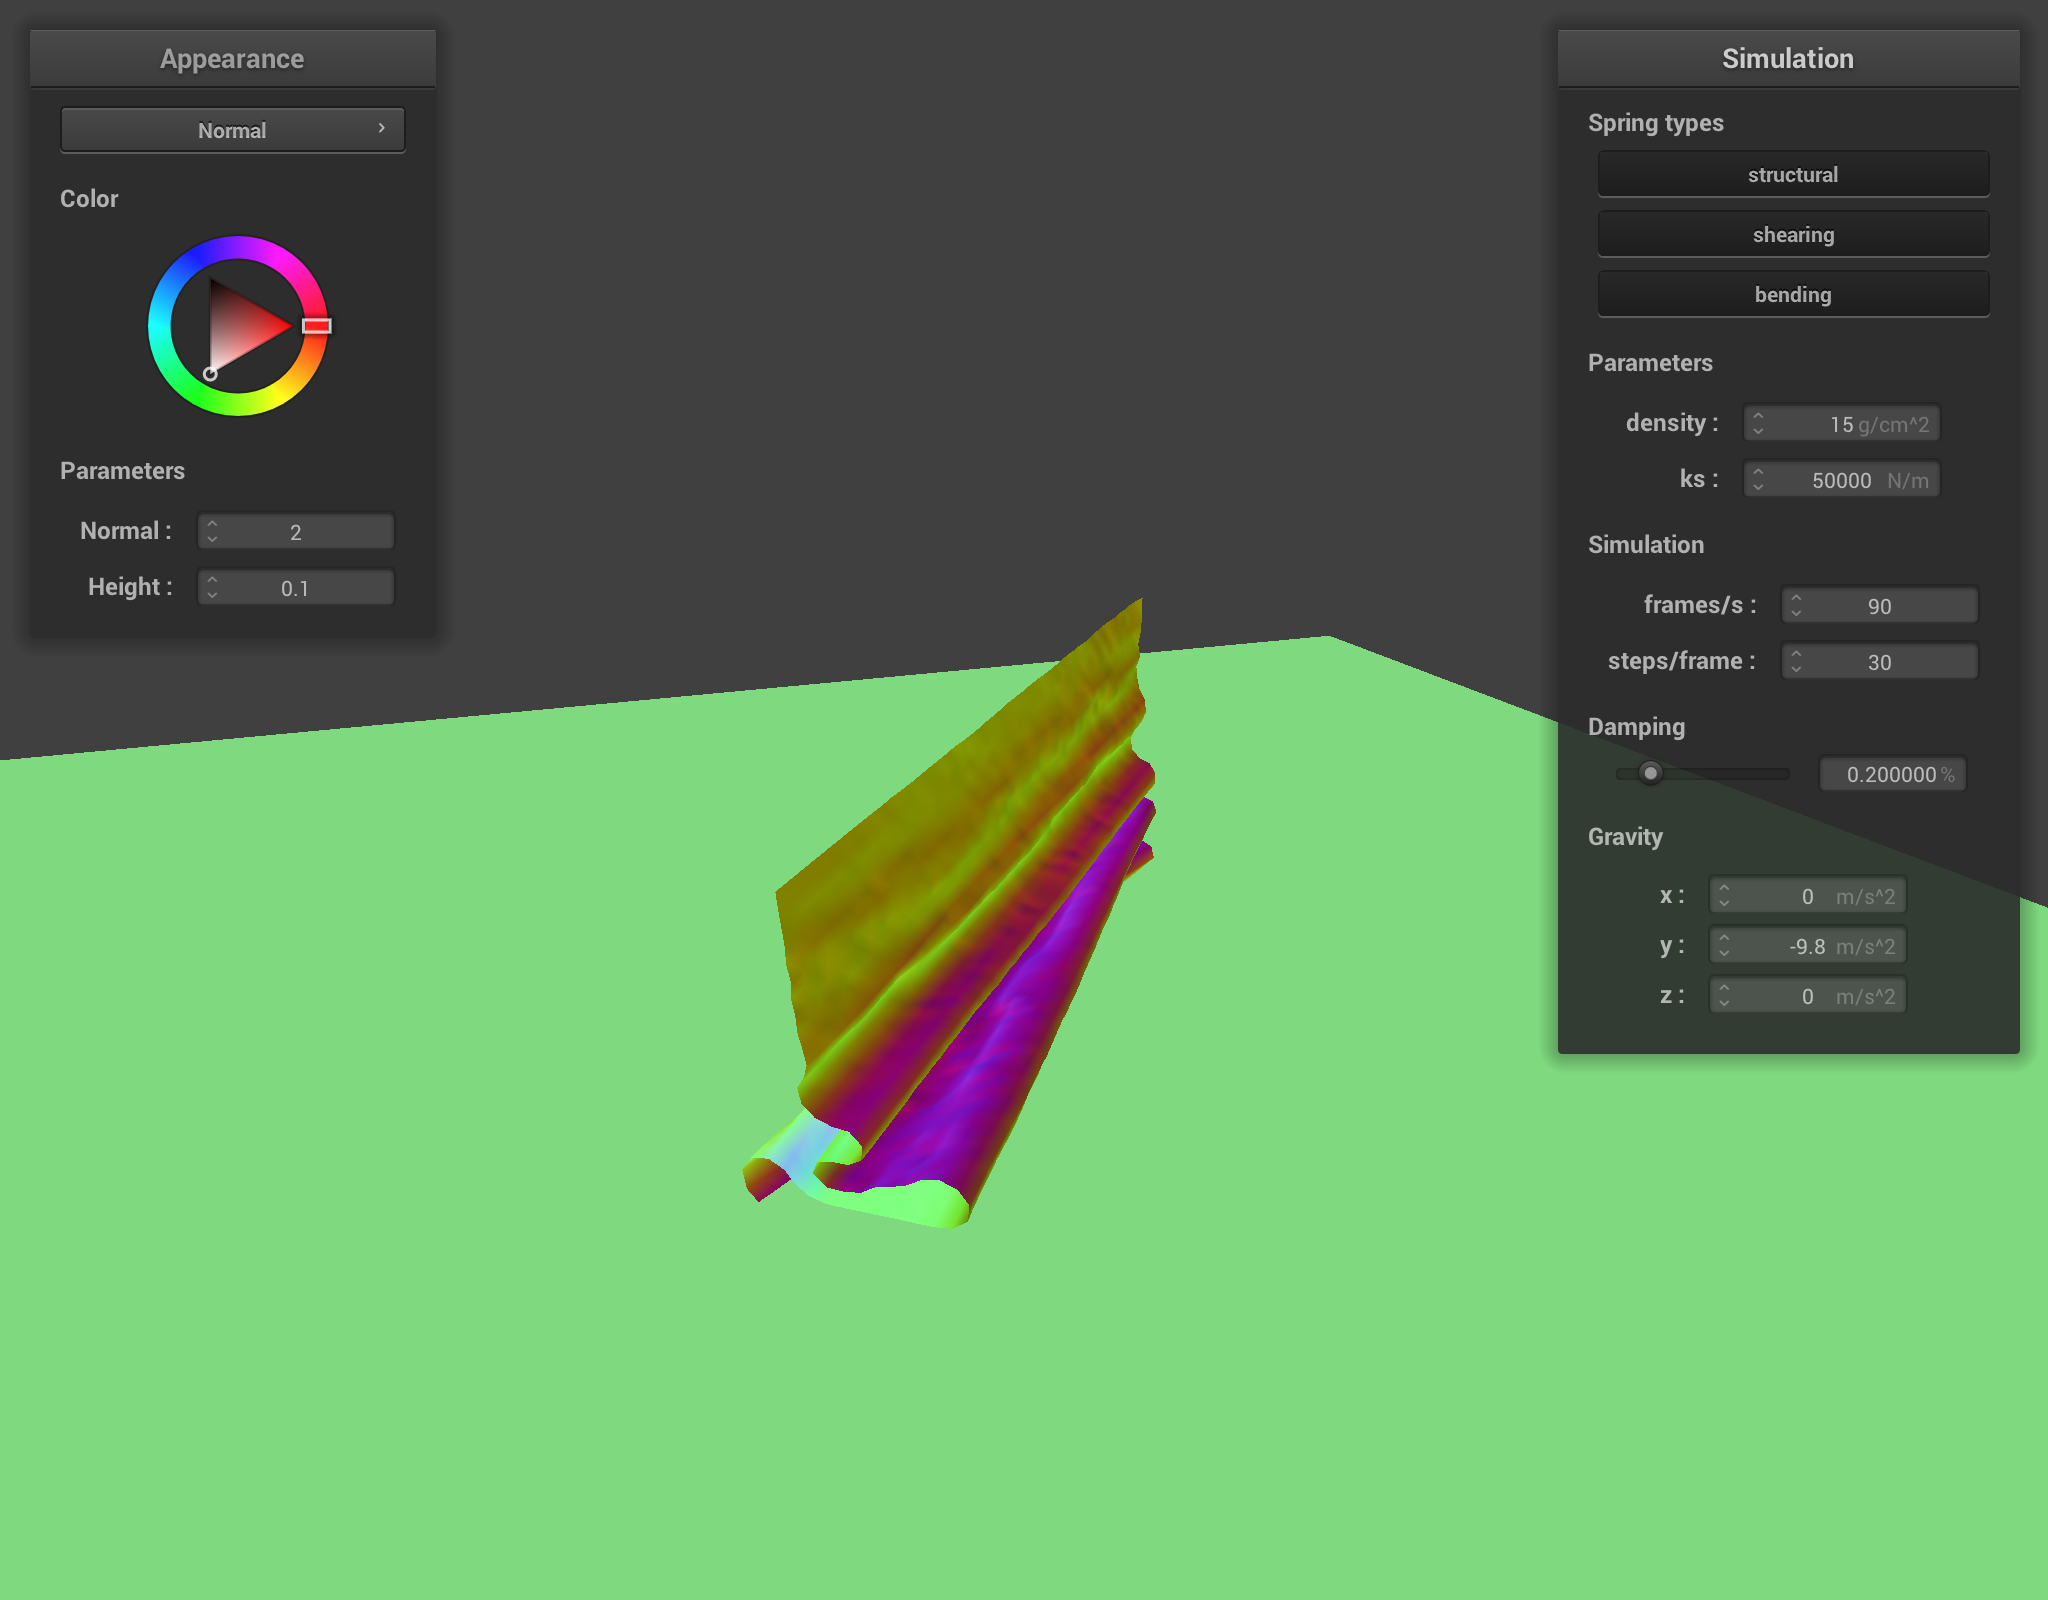 Appearance
Normal
Color
Parameters
Normal : 2
Height : 0.1
Simulation
Spring types
structural
shearing
bending
Parameters
density : 15 g/cm^2
ks : 50000 N/m
Simulation
frames/s : 90
steps/frame : 30
Damping
0.200000 %
Gravity
x : 0 m/s^2
y : -9.8 m/s^2
z : 0 m/s^2